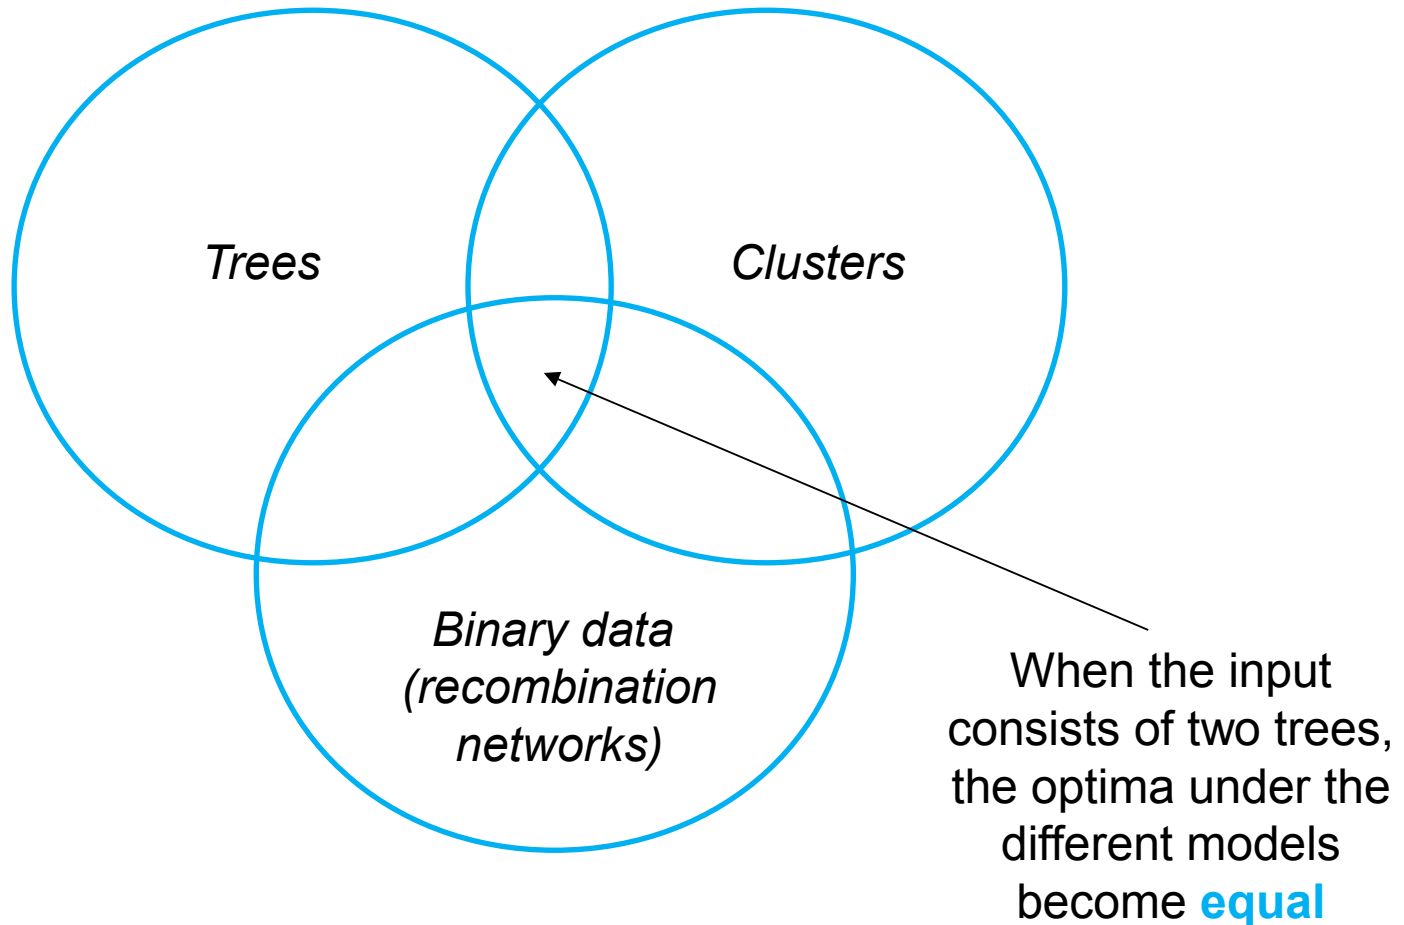 Trees
Clusters
Binary data
(recombination
networks)
When the input
consists of two trees,
the optima under the
different models
become equal